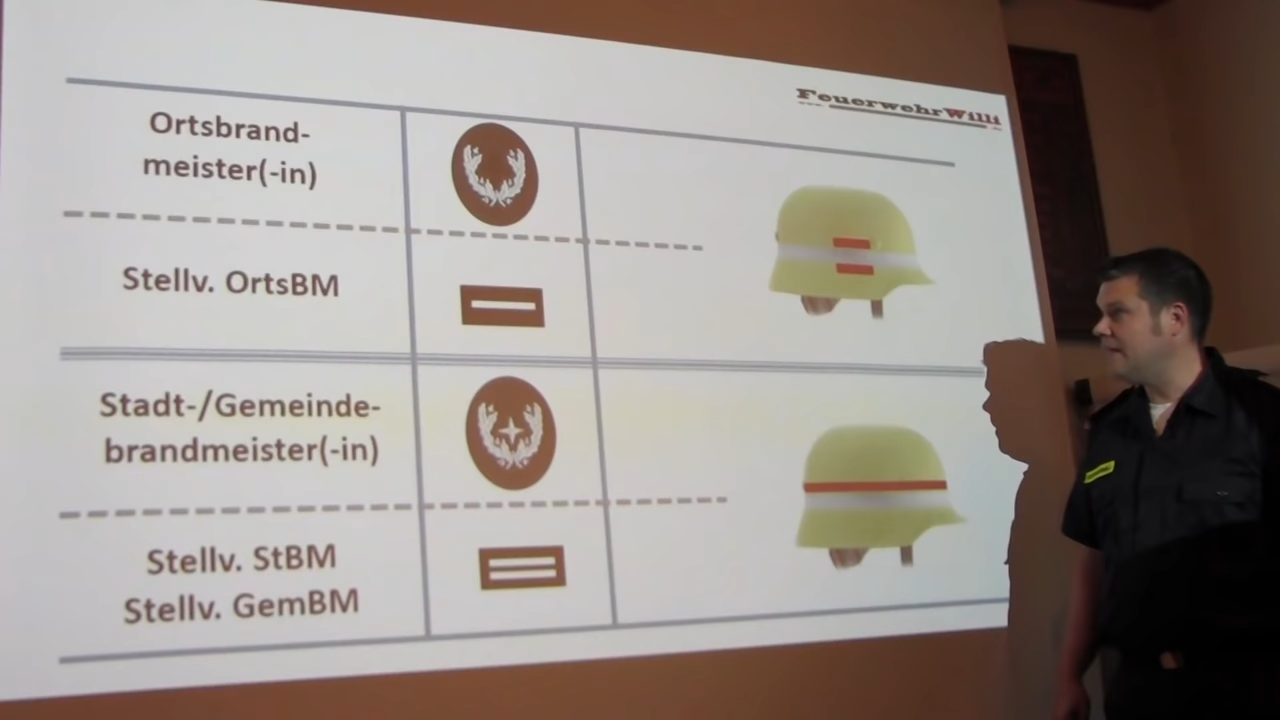 FeuerwehrWilli
Ortsbrand-
meister(-in)
Stellv. OrtsBM
Stadt-/Gemeinde-
brandmeister(-in)
Stellv. StBM
Stellv. GemBM